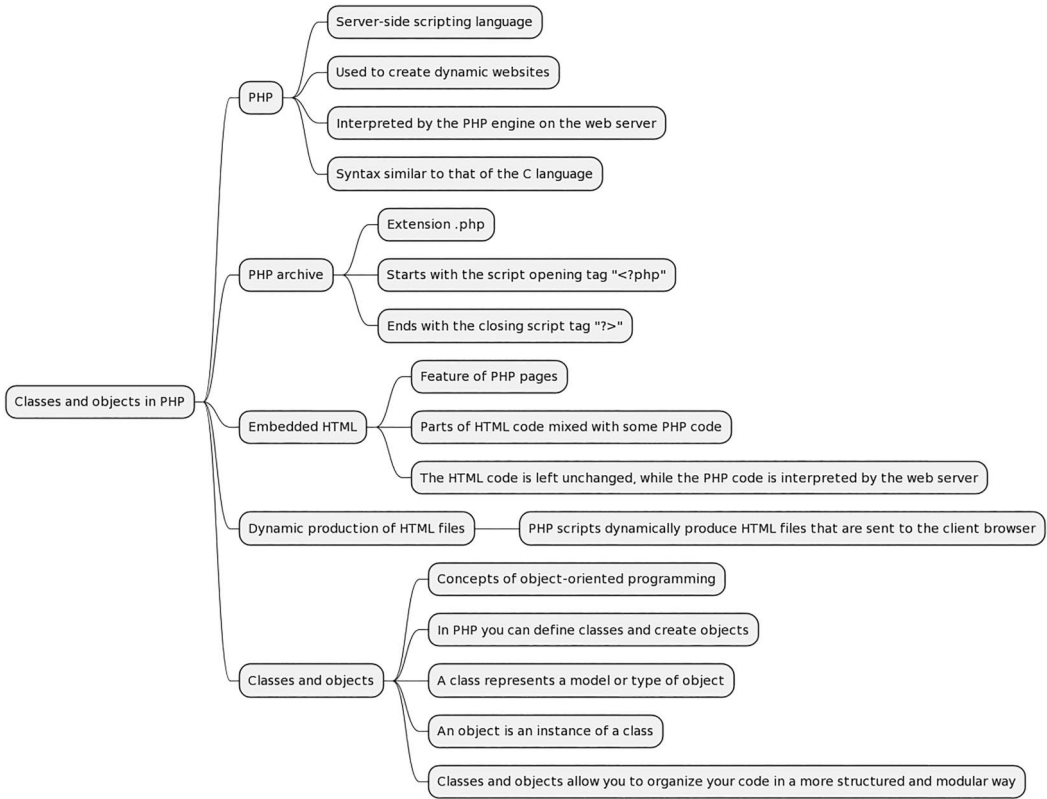 Classes and objects in PHP
PHP
Server-side scripting language
Used to create dynamic websites
Interpreted by the PHP engine on the web server
Syntax similar to that of the C language
PHP archive
Extension .php
Starts with the script opening tag "<?php"
Ends with the closing script tag "?>"
Embedded HTML
Feature of PHP pages
Parts of HTML code mixed with some PHP code
The HTML code is left unchanged, while the PHP code is interpreted by the web server
Dynamic production of HTML files
PHP scripts dynamically produce HTML files that are sent to the client browser
Classes and objects
Concepts of object-oriented programming
In PHP you can define classes and create objects
A class represents a model or type of object
An object is an instance of a class
Classes and objects allow you to organize your code in a more structured and modular way